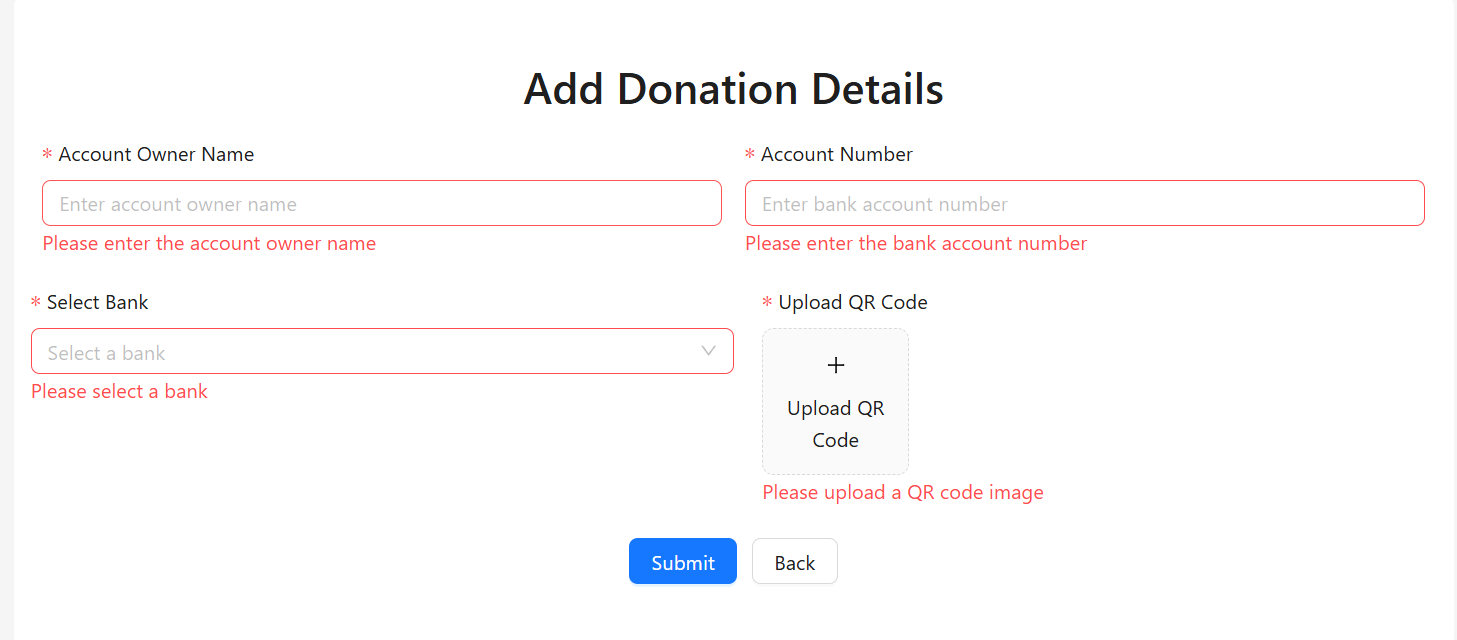 Add Donation Details
* Account Owner Name
* Account Number
Enter account owner name
Enter bank account number
Please enter the account owner name
Please enter the bank account number
* Select Bank
* Upload QR Code
Select a bank
Please select a bank
+
Upload QR
Code
Please upload a QR code image
Submit
Back